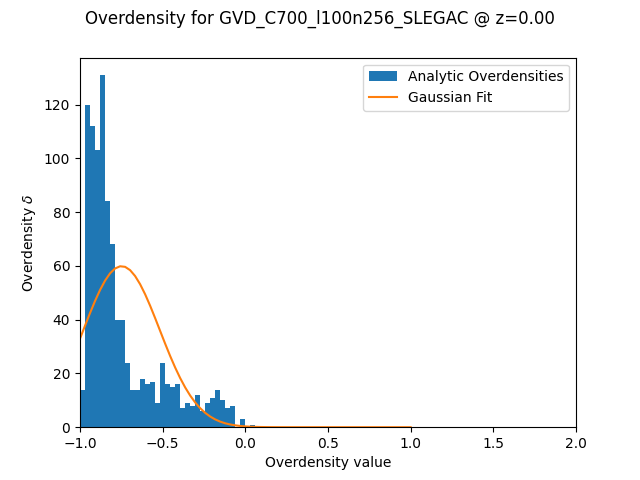 Overdensity for GVD_C700_l100n256_SLEGAC @ z=0.00
Analytic Overdensities
Gaussian Fit
Overdensity δ
120
100
80
60
40
20
0
−1.0 −0.5 0.0 0.5 1.0 1.5 2.0
Overdensity value